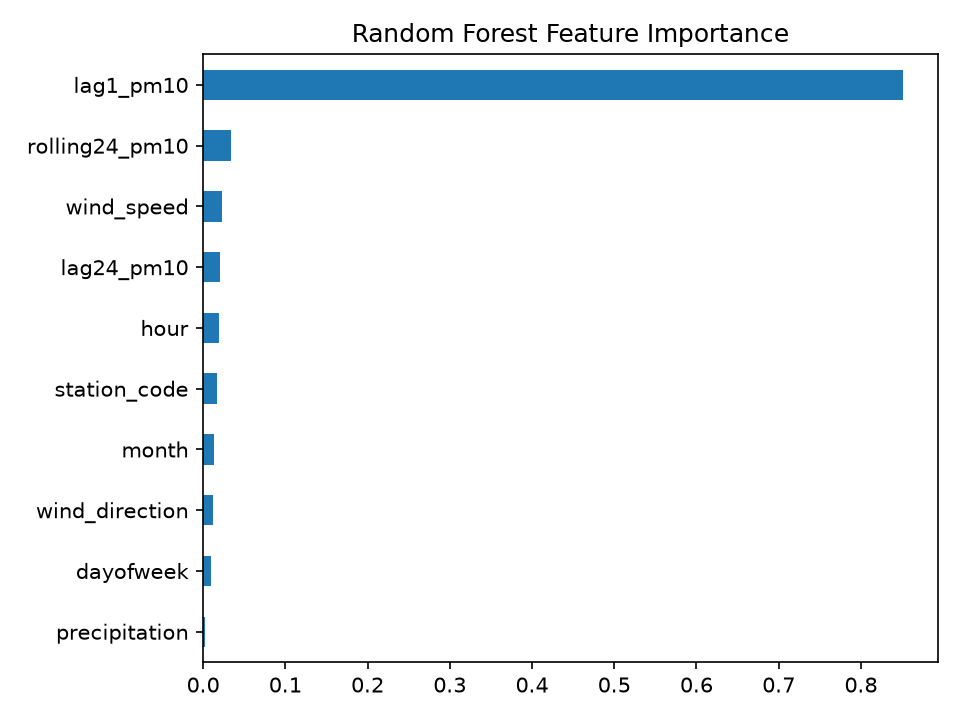 Random Forest Feature Importance
lag1_pm10
rolling24_pm10
wind_speed
lag24_pm10
hour
station_code
month
wind_direction
dayofweek
precipitation
0.0 0.1 0.2 0.3 0.4 0.5 0.6 0.7 0.8